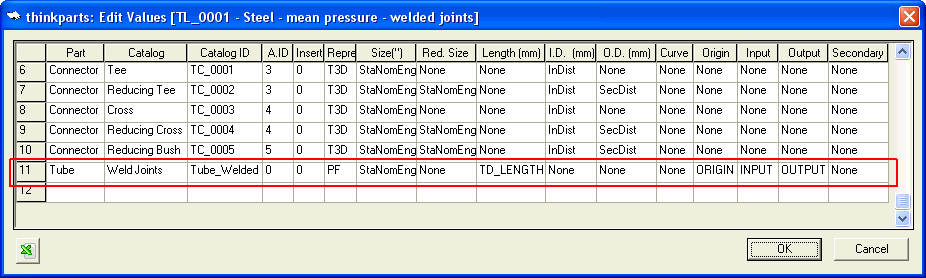 thinkparts: Edit Values [TL_0001 - Steel - mean pressure - welded joints]
Part Catalog Catalog ID A.ID Insert Repre Size('') Red. Size Length (mm) I.D. (mm) O.D. (mm) Curve Origin Input Output Secondary
6 Connector Tee TC_0001 3 0 T3D StaNomEng None None InDist None None None None None None
7 Connector Reducing Tee TC_0002 3 0 T3D StaNomEng StaNomEng None InDist SecDist None None None None None
8 Connector Cross TC_0003 4 0 T3D StaNomEng None None InDist None None None None None None
9 Connector Reducing Cross TC_0004 4 0 T3D StaNomEng StaNomEng None InDist SecDist None None None None None
10 Connector Reducing Bush TC_0005 5 0 T3D StaNomEng StaNomEng None InDist SecDist None None None None None
11 Tube Weld Joints Tube_Welded 0 0 PF StaNomEng None TD_LENGTH None None None ORIGIN INPUT OUTPUT None
12
OK Cancel